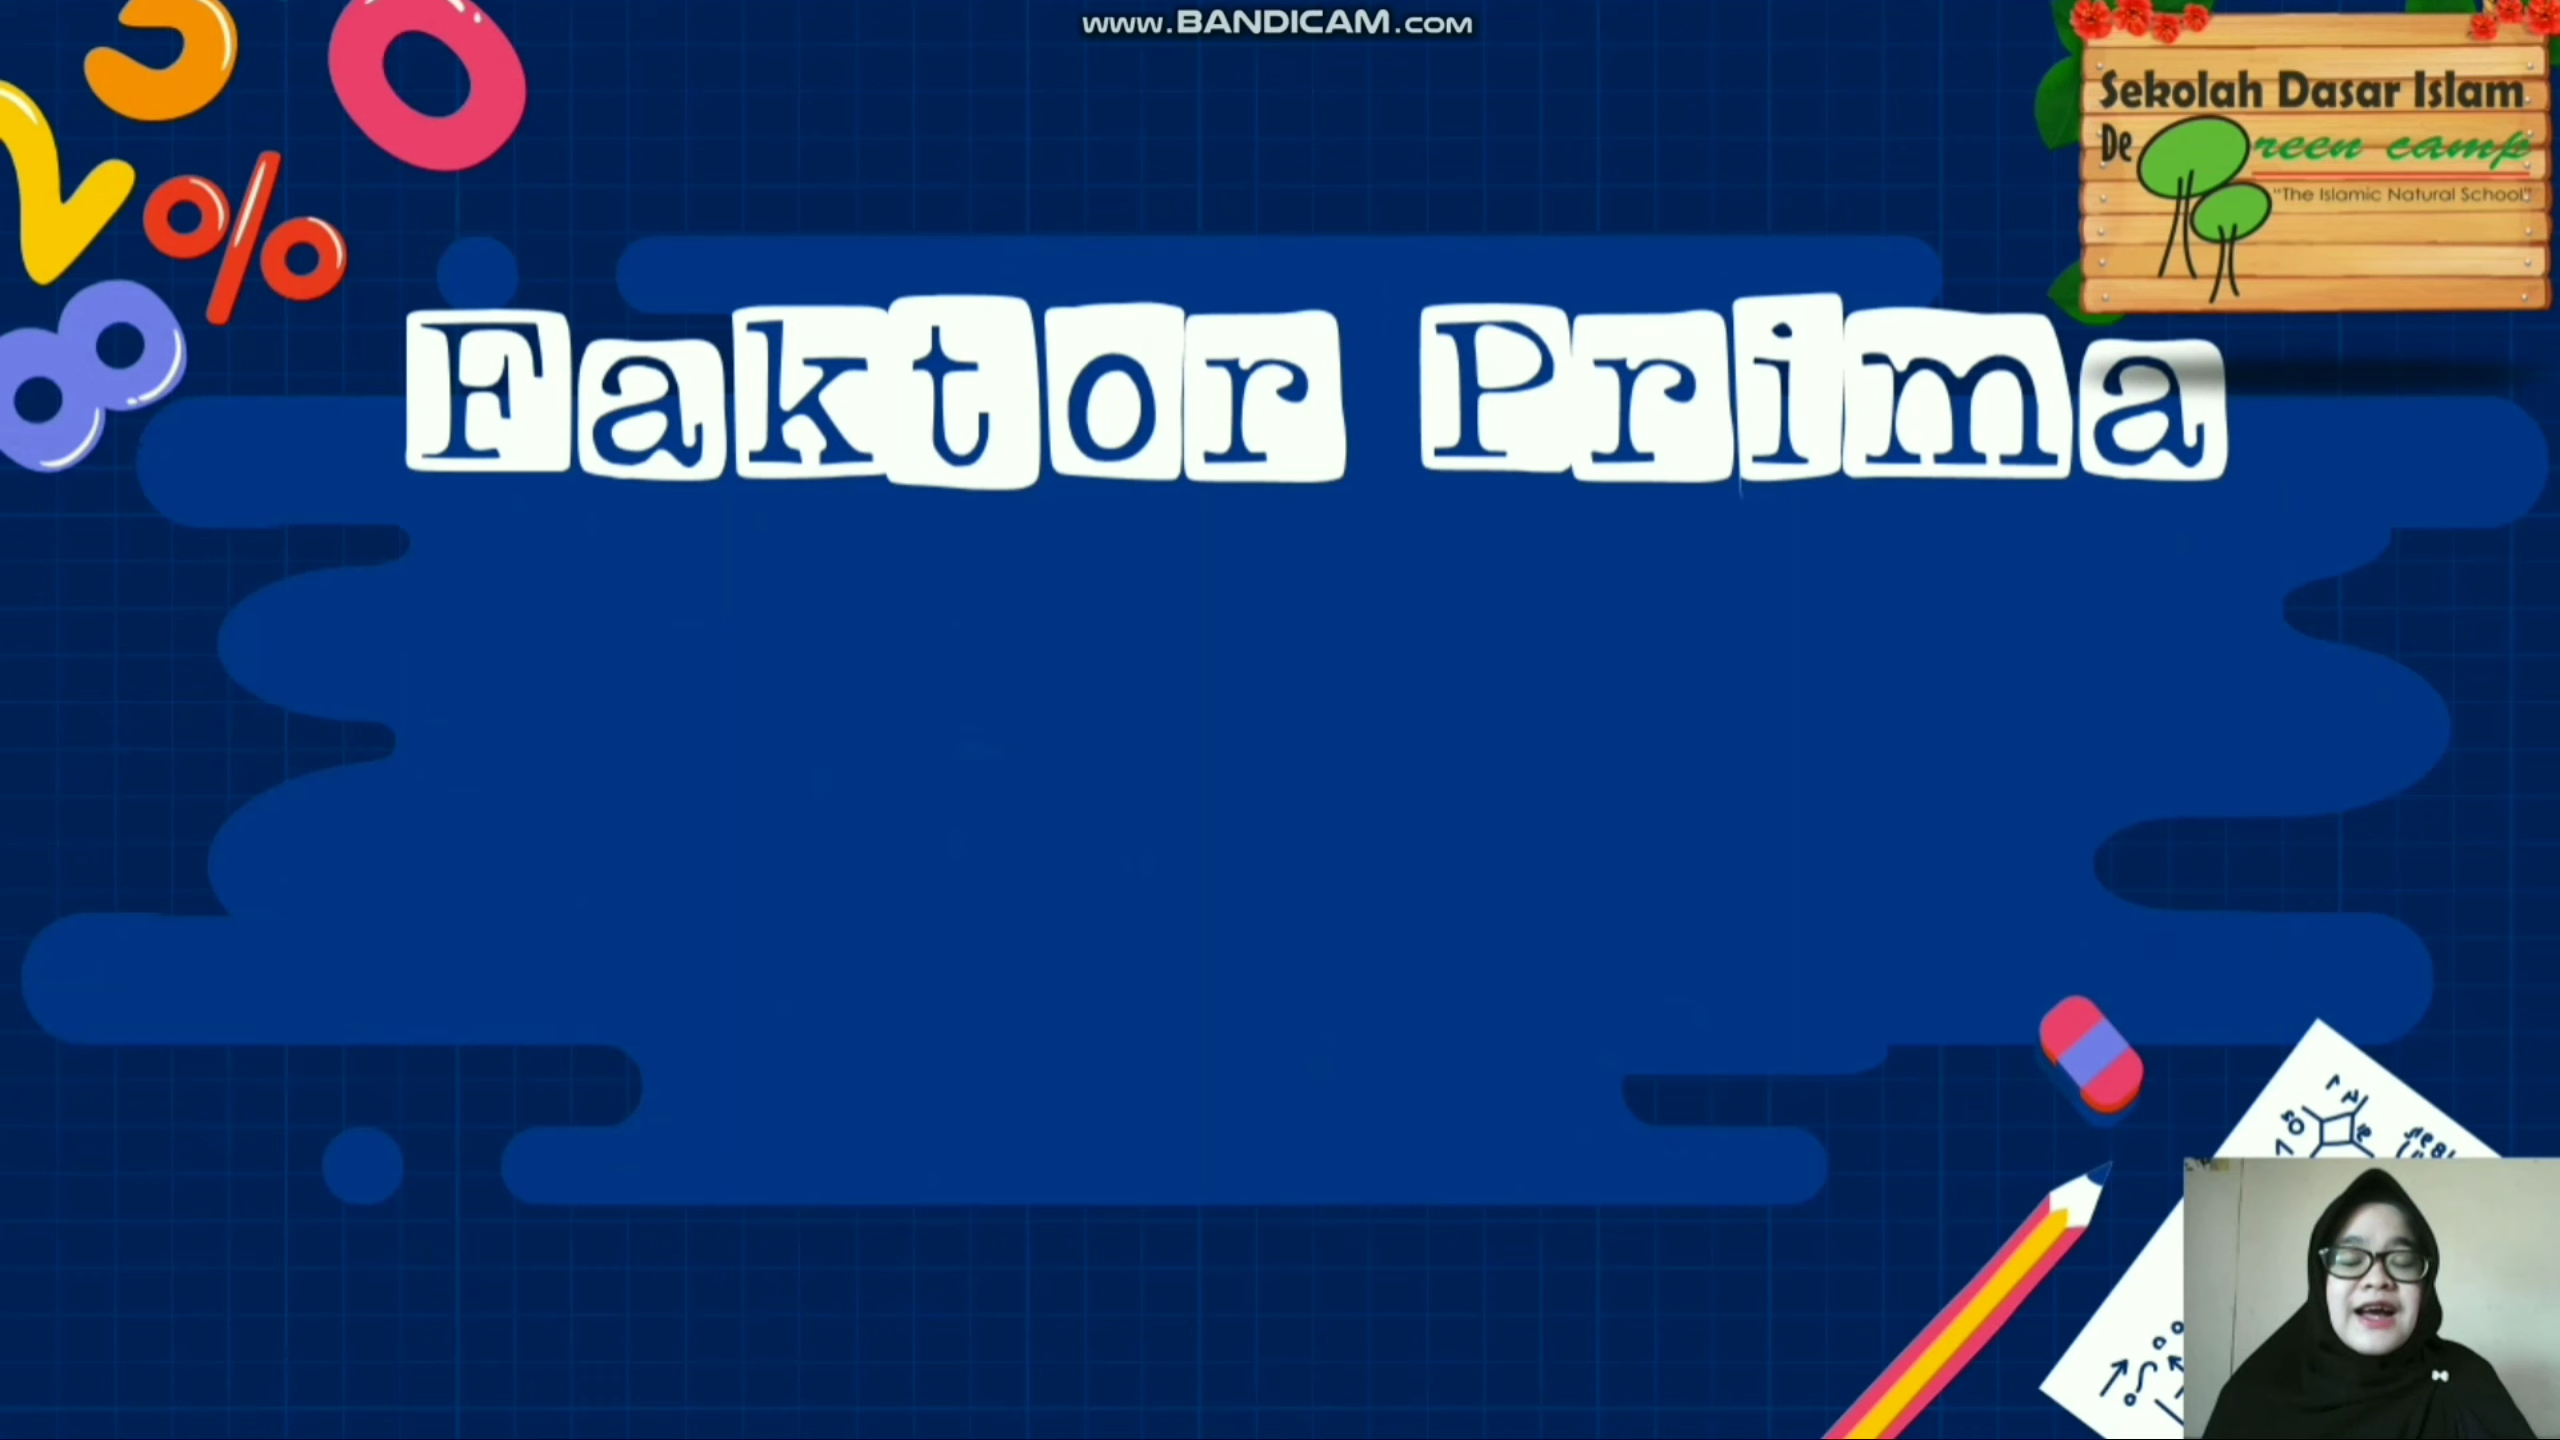 www.BANDICAM.com
Sekolah Dasar Islam
De Green camp
"The Islamic Natural School"
Faktor Prima